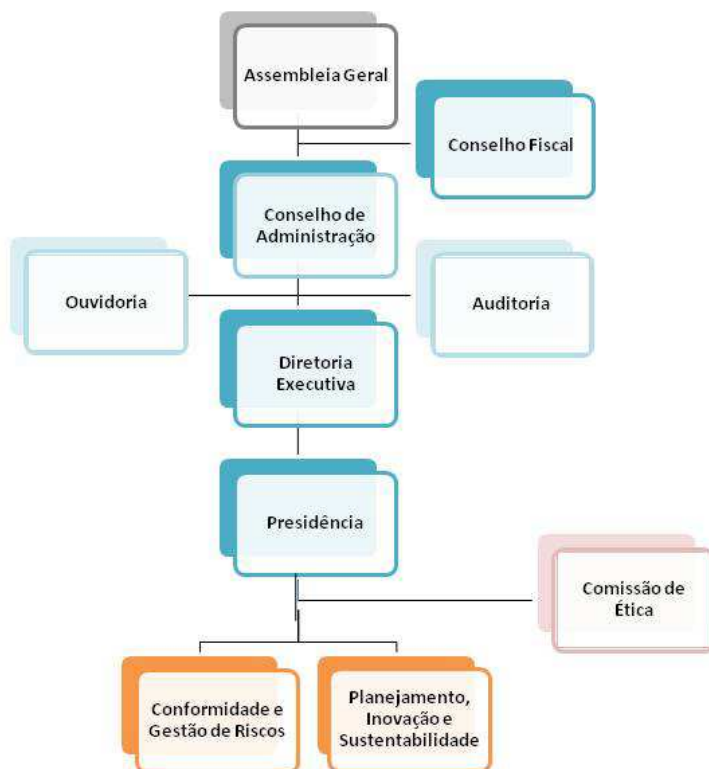 Assembleia Geral
Conselho Fiscal
Conselho de
Administração
Ouvidoria
Auditoria
Diretoria
Executiva
Presidência
Comissão de
Ética
Conformidade e
Gestão de Riscos
Planejamento,
Inovação e
Sustentabilidade